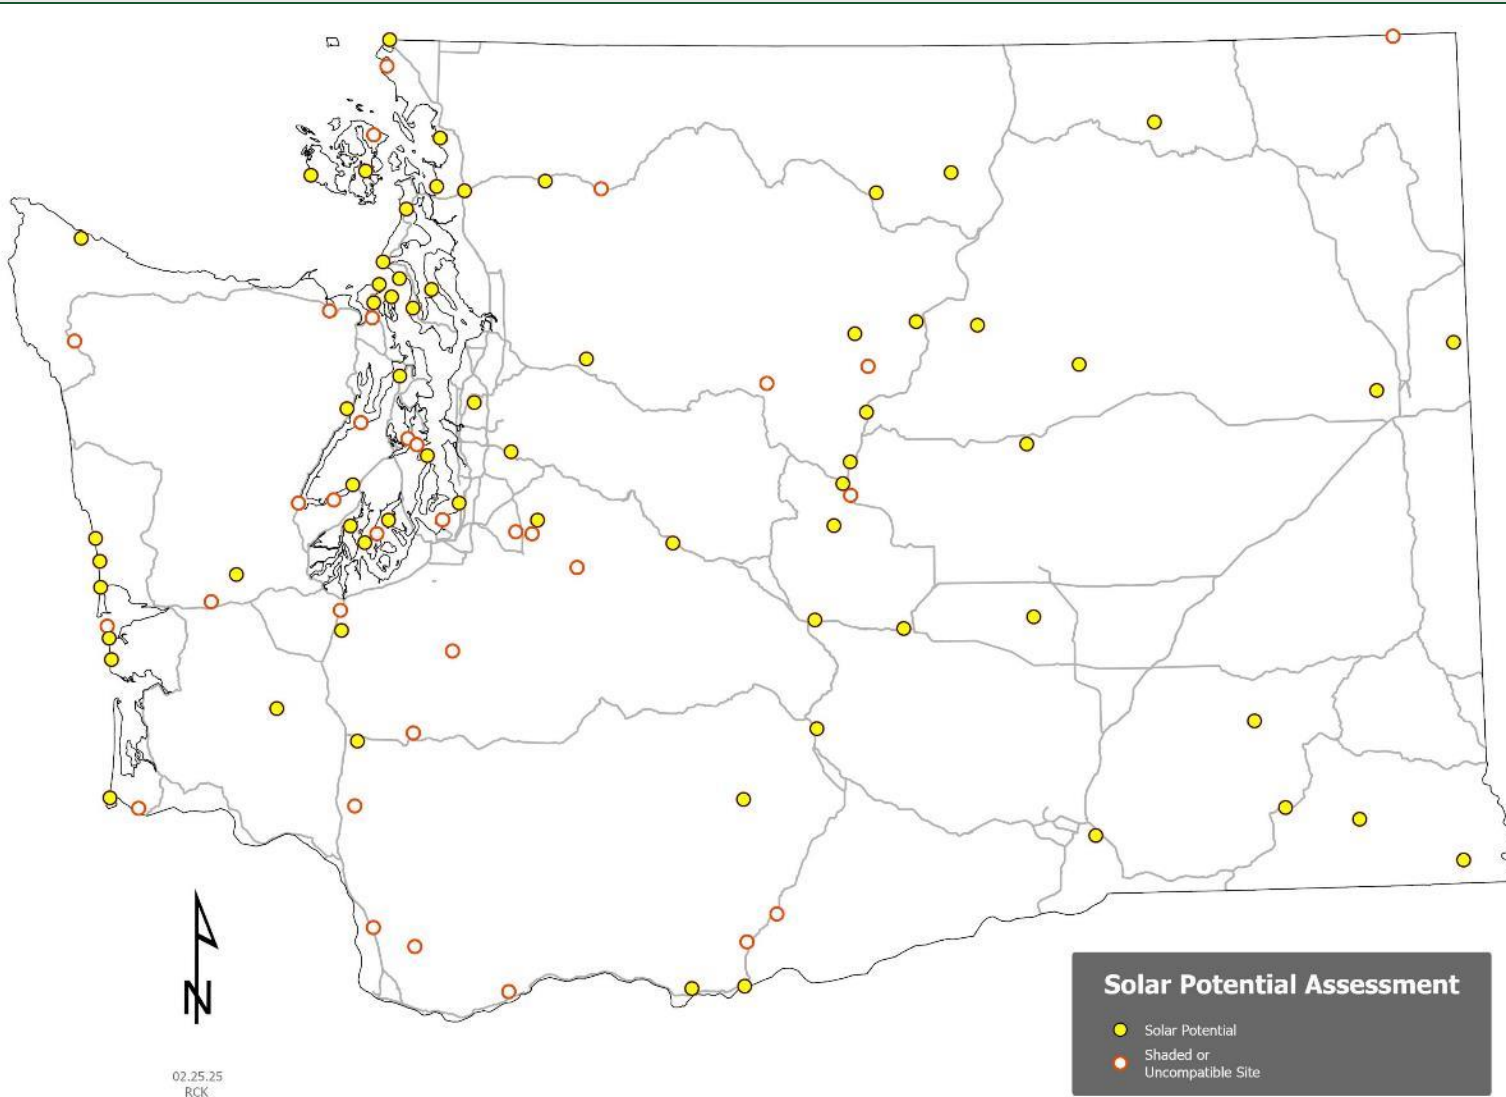 N
02.25.25
RCK
Solar Potential Assessment
Solar Potential
Shaded or
Uncompatible Site